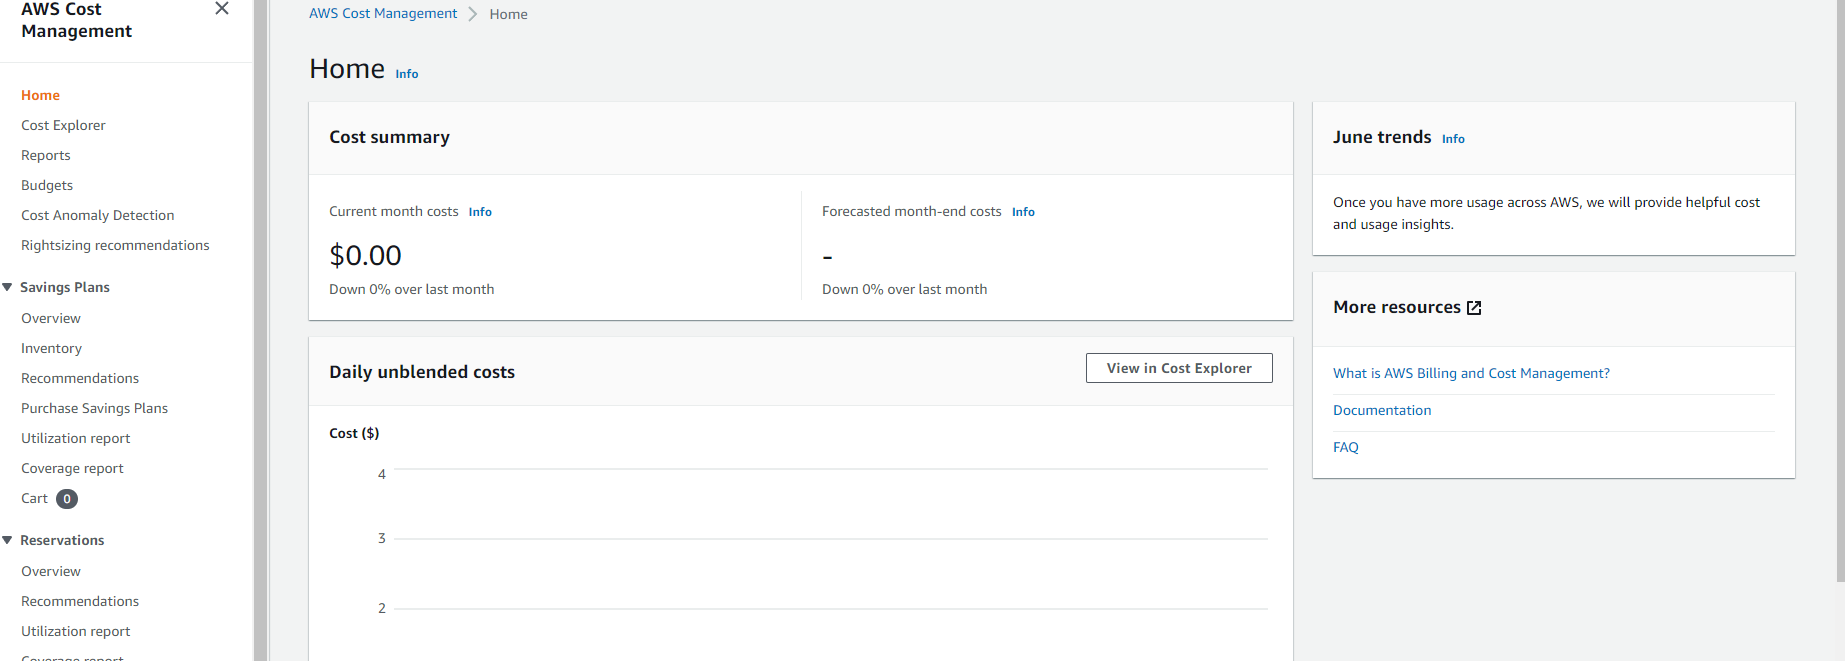 AWS Cost
Management
Home
Cost Explorer
Reports
Budgets
Cost Anomaly Detection
Rightsizing recommendations
Savings Plans
Overview
Inventory
Recommendations
Purchase Savings Plans
Utilization report
Coverage report
Cart 0
Reservations
Overview
Recommendations
Utilization report
Coverage report
AWS Cost Management > Home
Home Info
Cost summary
Current month costs Info
$0.00
Down 0% over last month
Forecasted month-end costs Info
-
Down 0% over last month
Daily unblended costs
View in Cost Explorer
Cost ($)
4
3
2
June trends Info
Once you have more usage across AWS, we will provide helpful cost
and usage insights.
More resources
What is AWS Billing and Cost Management?
Documentation
FAQ